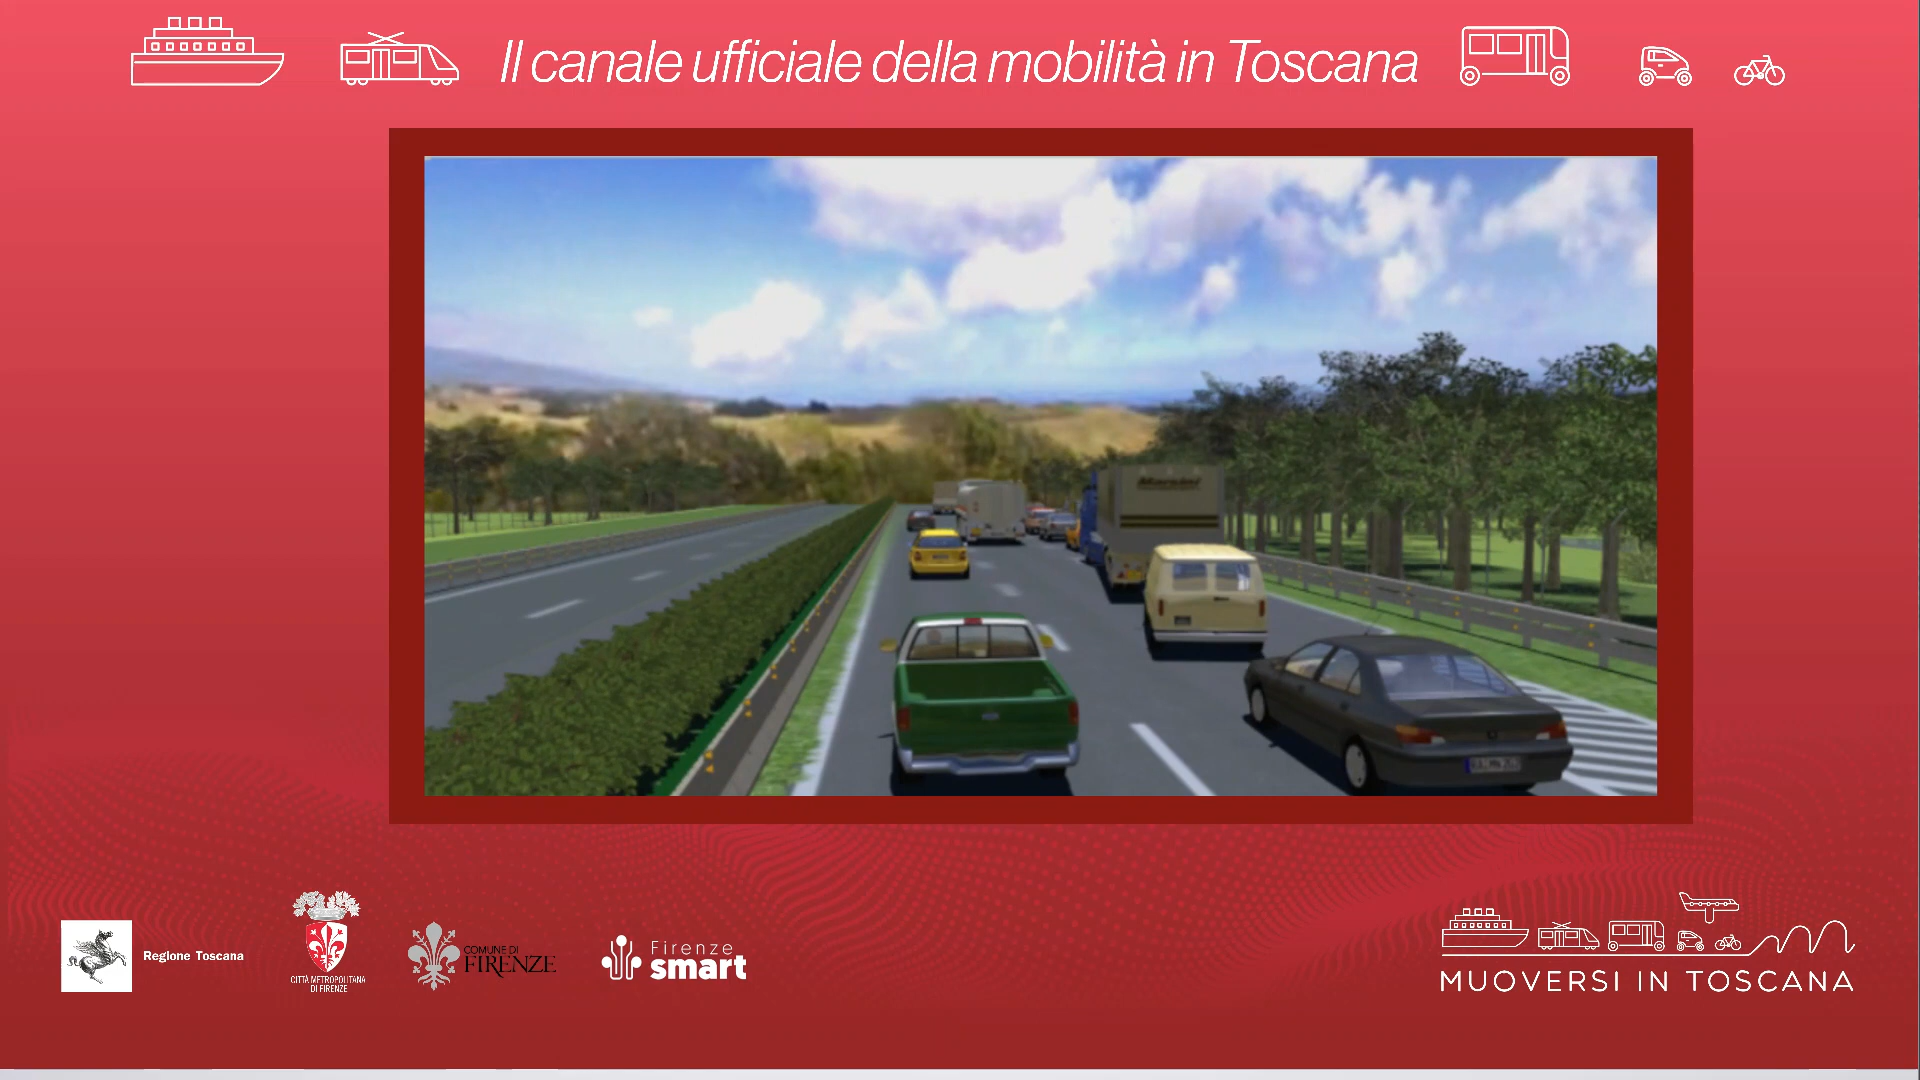 Il canale ufficiale della mobilità in Toscana
Regione Toscana
CITTÀ METROPOLITANA
DI FIRENZE
COMUNE DI
FIRENZE
Firenze
smart
MUOVERSI IN TOSCANA